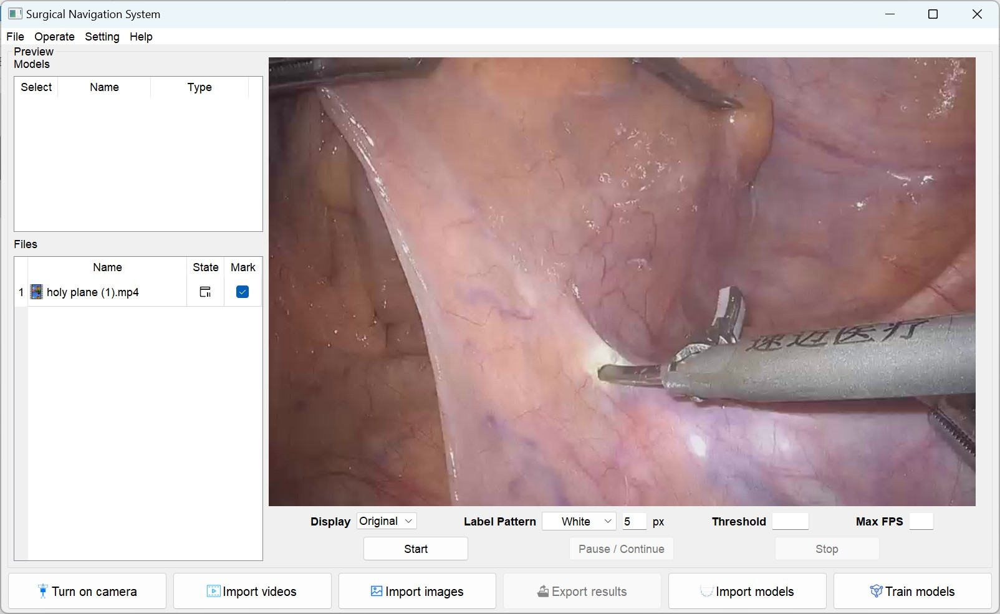 Surgical Navigation System
File Operate Setting Help
Preview
Models
Select Name Type
Files
Name State Mark
1 holy plane (1).mp4
速迈医疗
Display Original Label Pattern White 5 px Threshold Max FPS
Start Pause / Continue Stop
Turn on camera Import videos Import images Export results Import models Train models